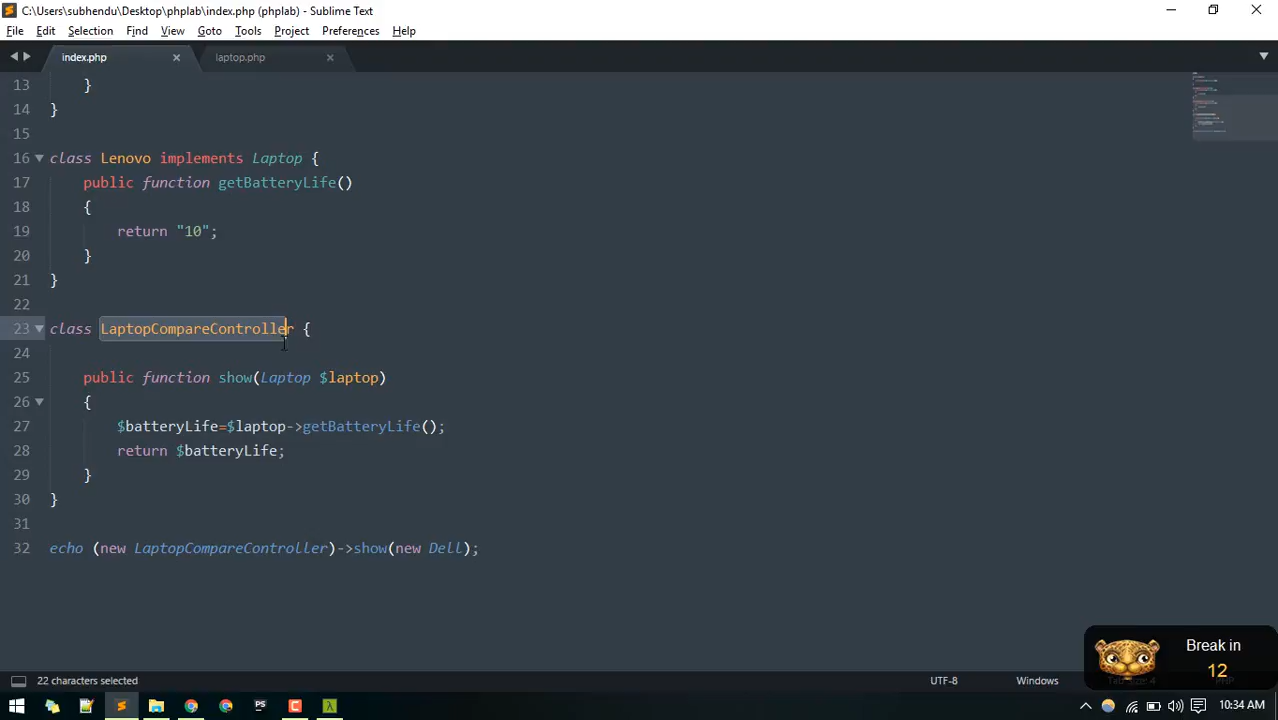 C:\Users\subhendu\Desktop\phplab\index.php (phplab) - Sublime Text
File Edit Selection Find View Goto Tools Project Preferences Help
index.php laptop.php
13 }
14 }
15
16 class Lenovo implements Laptop {
17 public function getBatteryLife()
18 {
19 return "10";
20 }
21 }
22
23 class LaptopCompareController {
24
25 public function show(Laptop $laptop)
26 {
27 $batteryLife=$laptop->getBatteryLife();
28 return $batteryLife;
29 }
30 }
31
32 echo (new LaptopCompareController)->show(new Dell);
Break in
12
22 characters selected UTF-8 Windows
10:34 AM